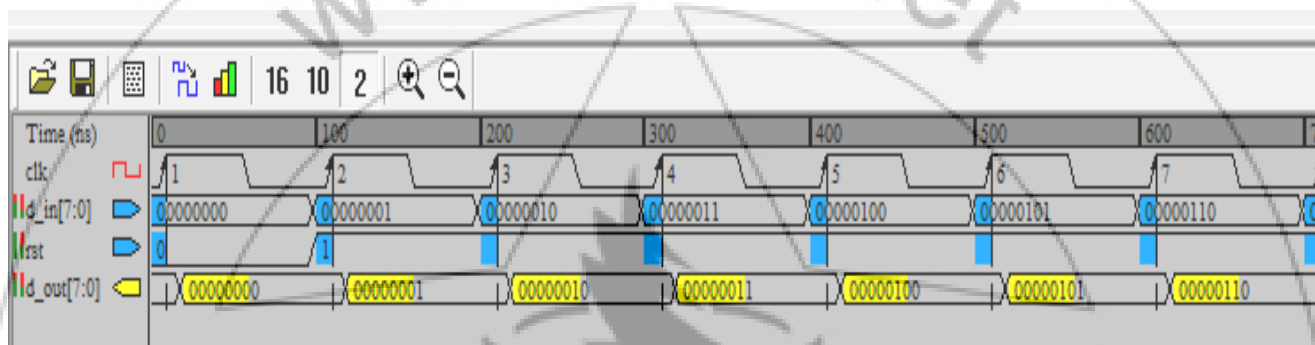 16 10 2
Time (ns) 0 100 200 300 400 500 600
clk 1 2 3 4 5 6 7
d_in[7:0] 00000000 00000001 00000010 00000011 00000100 00000101 00000110
rst 0 1
d_out[7:0] 00000000 00000001 00000010 00000011 00000100 00000101 00000110